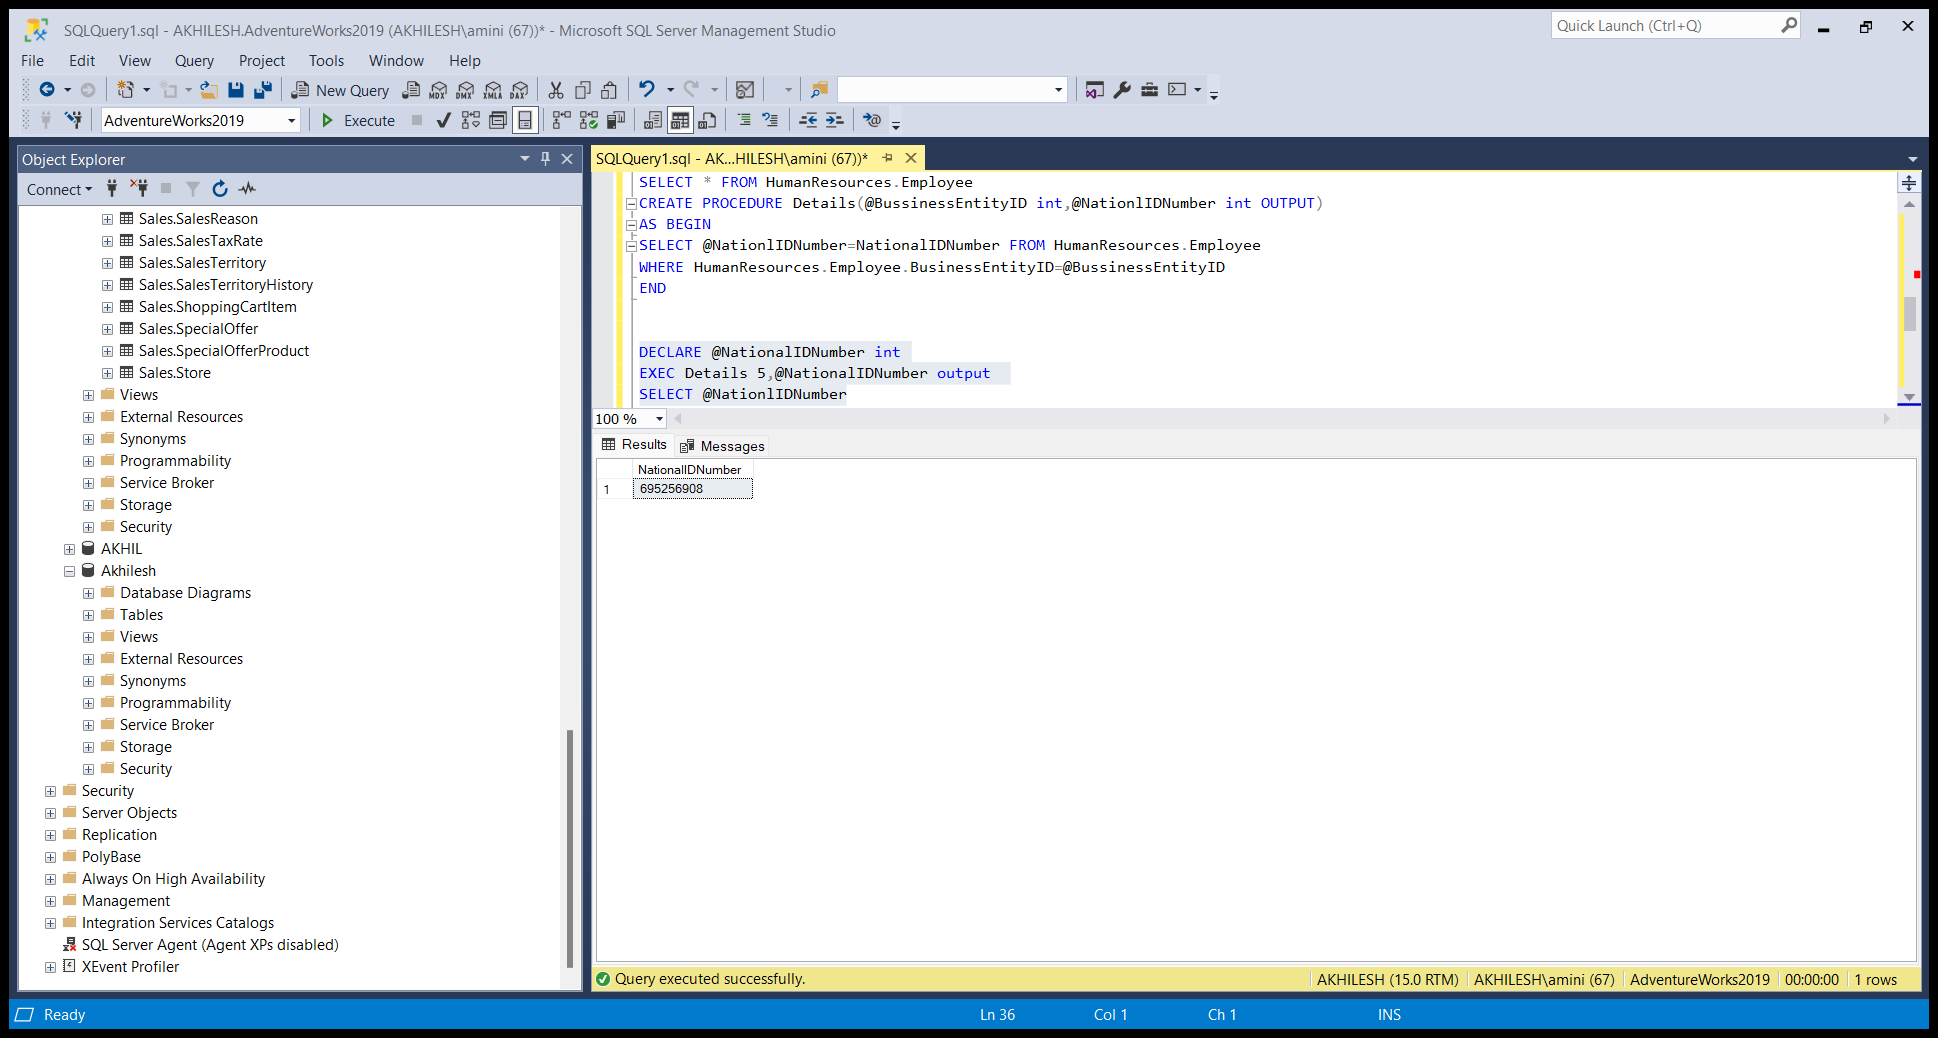 SQLQuery1.sql - AKHILESH.AdventureWorks2019 (AKHILESH\amini (67))* - Microsoft SQL Server Management Studio
Quick Launch (Ctrl+Q)
File Edit View Query Project Tools Window Help
New Query MDX DMX XMLA DAX
AdventureWorks2019 Execute
Object Explorer
Connect
Sales.SalesReason
Sales.SalesTaxRate
Sales.SalesTerritory
Sales.SalesTerritoryHistory
Sales.ShoppingCartItem
Sales.SpecialOffer
Sales.SpecialOfferProduct
Sales.Store
Views
External Resources
Synonyms
Programmability
Service Broker
Storage
Security
AKHIL
Akhilesh
Database Diagrams
Tables
Views
External Resources
Synonyms
Programmability
Service Broker
Storage
Security
Security
Server Objects
Replication
PolyBase
Always On High Availability
Management
Integration Services Catalogs
SQL Server Agent (Agent XPs disabled)
XEvent Profiler
SQLQuery1.sql - AK...HILESH\amini (67))*
SELECT * FROM HumanResources.Employee
CREATE PROCEDURE Details(@BussinessEntityID int,@NationlIDNumber int OUTPUT)
AS BEGIN
SELECT @NationlIDNumber=NationalIDNumber FROM HumanResources.Employee
WHERE HumanResources.Employee.BusinessEntityID=@BussinessEntityID
END
DECLARE @NationalIDNumber int
EXEC Details 5,@NationalIDNumber output
SELECT @NationlIDNumber
100 %
Results Messages
NationalIDNumber
1 695256908
Query executed successfully. AKHILESH (15.0 RTM) AKHILESH\amini (67) AdventureWorks2019 00:00:00 1 rows
Ready Ln 36 Col 1 Ch 1 INS